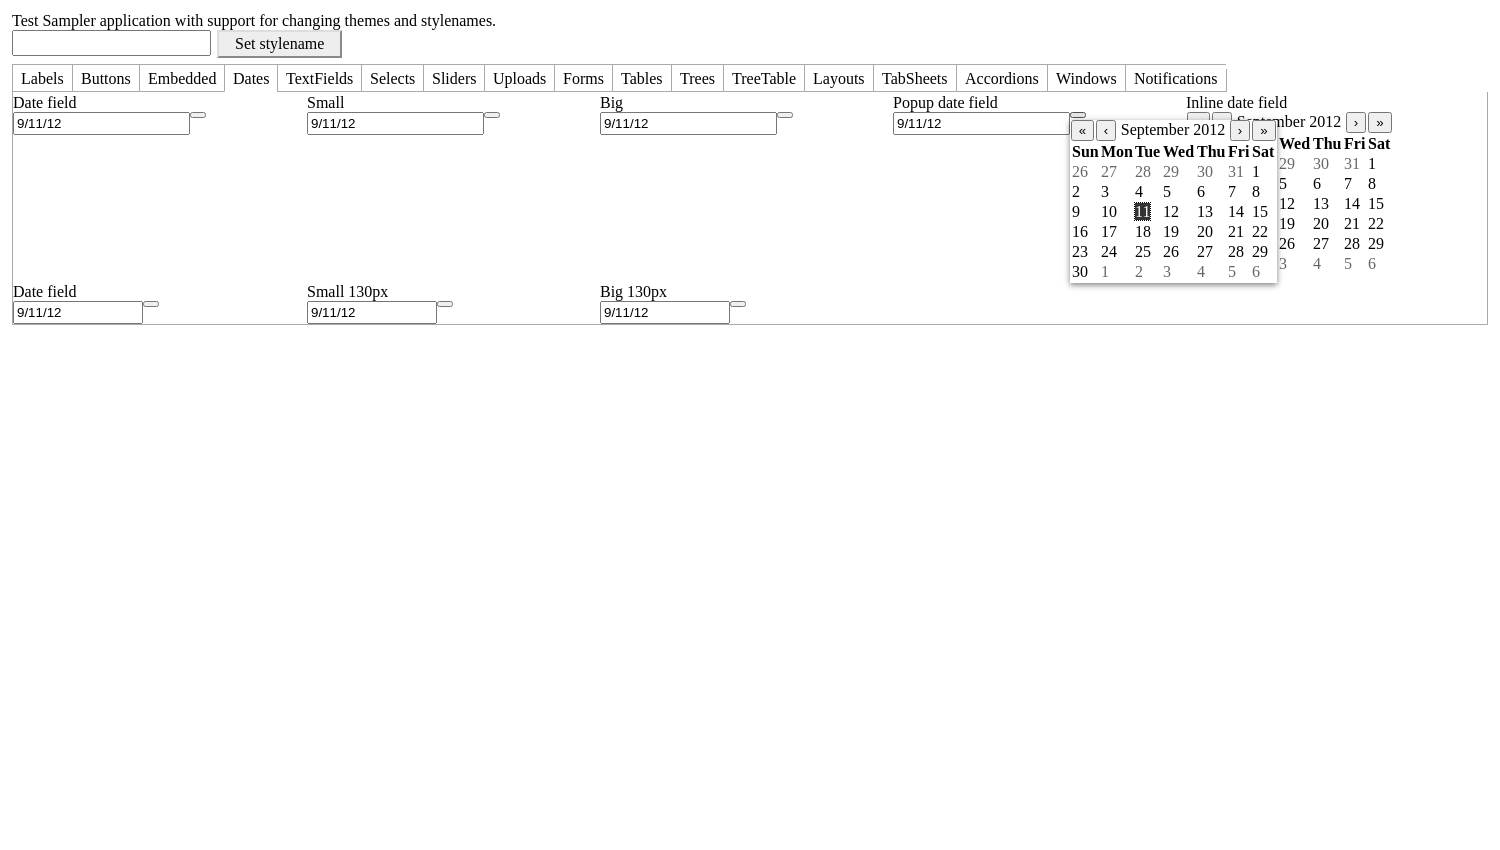 Test Sampler application with support for changing themes and stylenames.
Set stylename
Labels Buttons Embedded Dates TextFields Selects Sliders Uploads Forms Tables Trees TreeTable Layouts TabSheets Accordions Windows Notifications
Date field Small Big Popup date field Inline date field
9/11/12 9/11/12 9/11/12 9/11/12
« ‹ September 2012 › »
Sun Mon Tue Wed Thu Fri Sat
26 27 28 29 30 31 1
2 3 4 5 6 7 8
9 10 11 12 13 14 15
16 17 18 19 20 21 22
23 24 25 26 27 28 29
30 1 2 3 4 5 6
2012 › »
Wed Thu Fri Sat
29 30 31 1
5 6 7 8
12 13 14 15
19 20 21 22
26 27 28 29
3 4 5 6
Date field Small 130px Big 130px
9/11/12 9/11/12 9/11/12